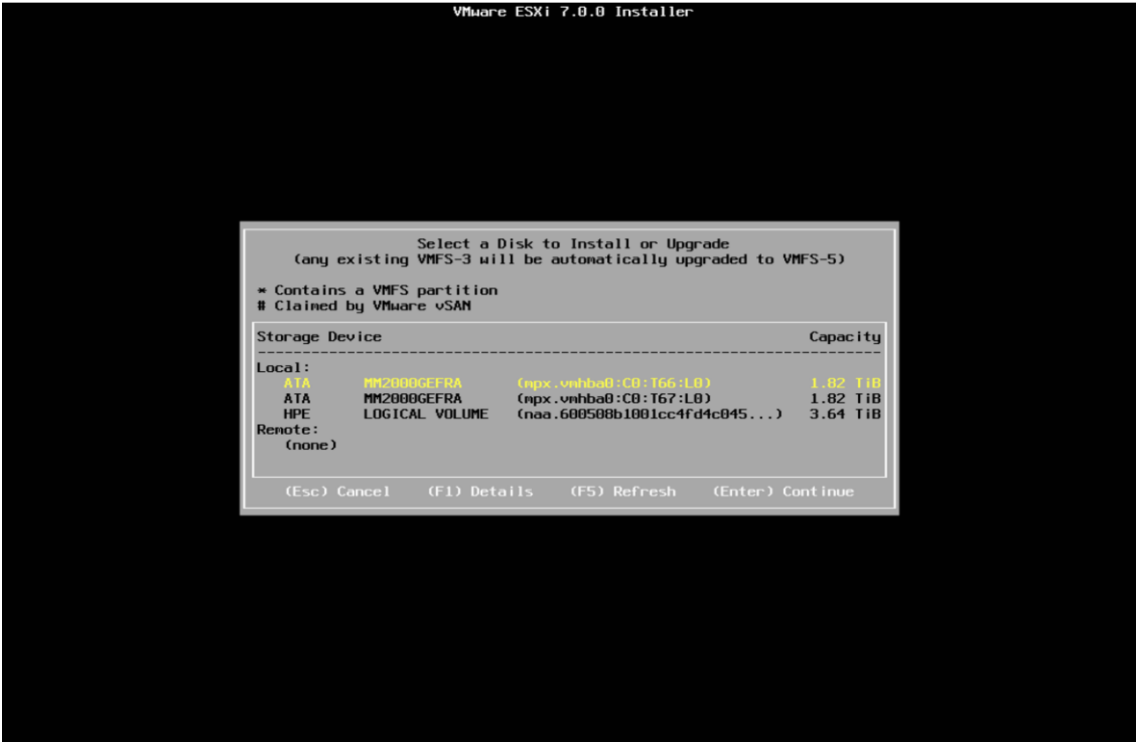 VMware ESXi 7.0.0 Installer
Select a Disk to Install or Upgrade
(any existing VMFS-3 will be automatically upgraded to VMFS-5)
* Contains a VMFS partition
# Claimed by VMware vSAN
Storage Device Capacity
Local:
ATA MM2000GEFRA (mpx.vmhba0:C0:T66:L0) 1.82 TiB
ATA MM2000GEFRA (mpx.vmhba0:C0:T67:L0) 1.82 TiB
HPE LOGICAL VOLUME (naa.600508b1001cc4fd4c045...) 3.64 TiB
Remote:
(none)
(Esc) Cancel (F1) Details (F5) Refresh (Enter) Continue